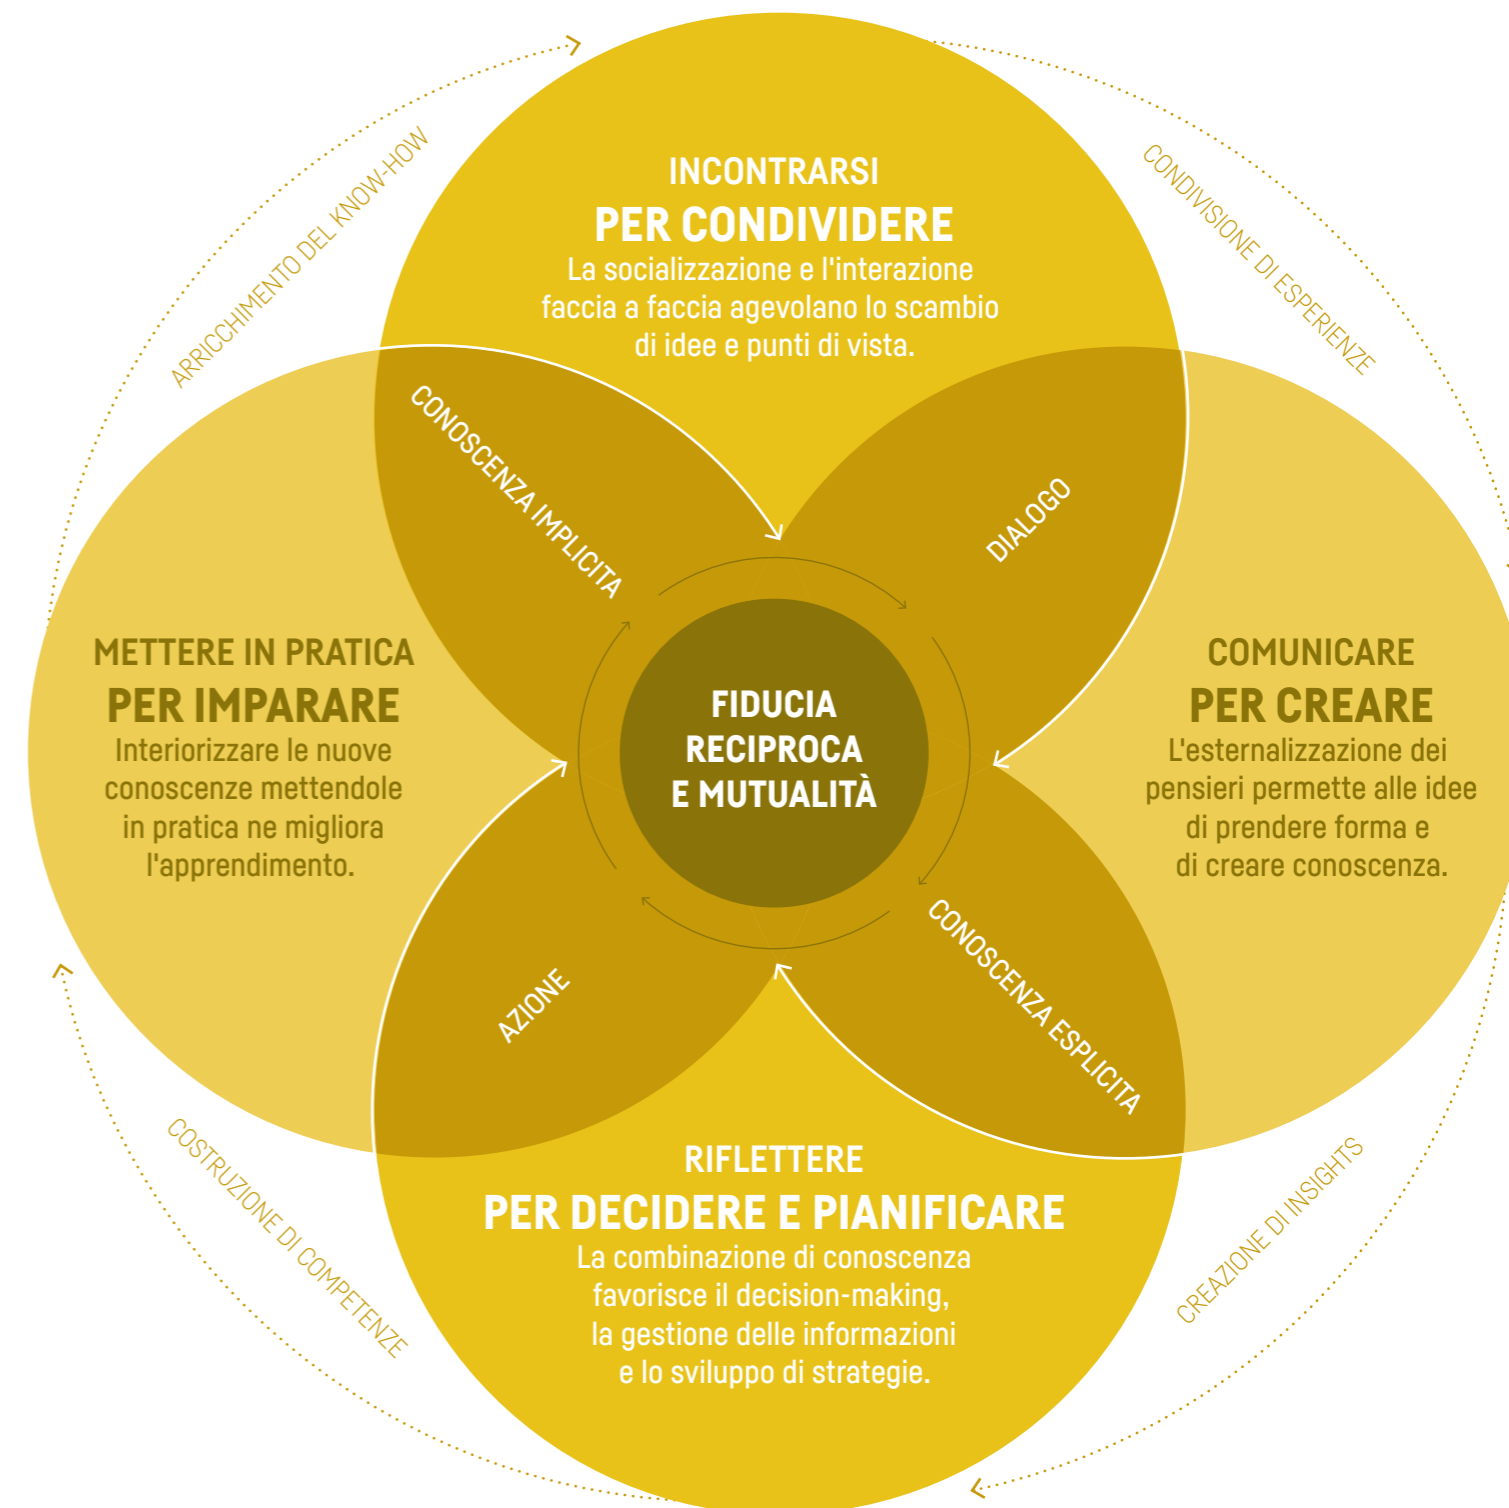 ARRICCHIMENTO DEL KNOW-HOW
CONDIVISIONE DI ESPERIENZE
INCONTRARSI
PER CONDIVIDERE
La socializzazione e l'interazione
faccia a faccia agevolano lo scambio
di idee e punti di vista.
CONOSCENZA IMPLICITA
DIALOGO
METTERE IN PRATICA
PER IMPARARE
Interiorizzare le nuove
conoscenze mettendole
in pratica ne migliora
l'apprendimento.
FIDUCIA
RECIPROCA
E MUTUALITÀ
COMUNICARE
PER CREARE
L'esternalizzazione dei
pensieri permette alle idee
di prendere forma e
di creare conoscenza.
AZIONE
CONOSCENZA ESPLICITA
RIFLETTERE
PER DECIDERE E PIANIFICARE
La combinazione di conoscenza
favorisce il decision-making,
la gestione delle informazioni
e lo sviluppo di strategie.
COSTRUZIONE DI COMPETENZE
CREAZIONE DI INSIGHTS